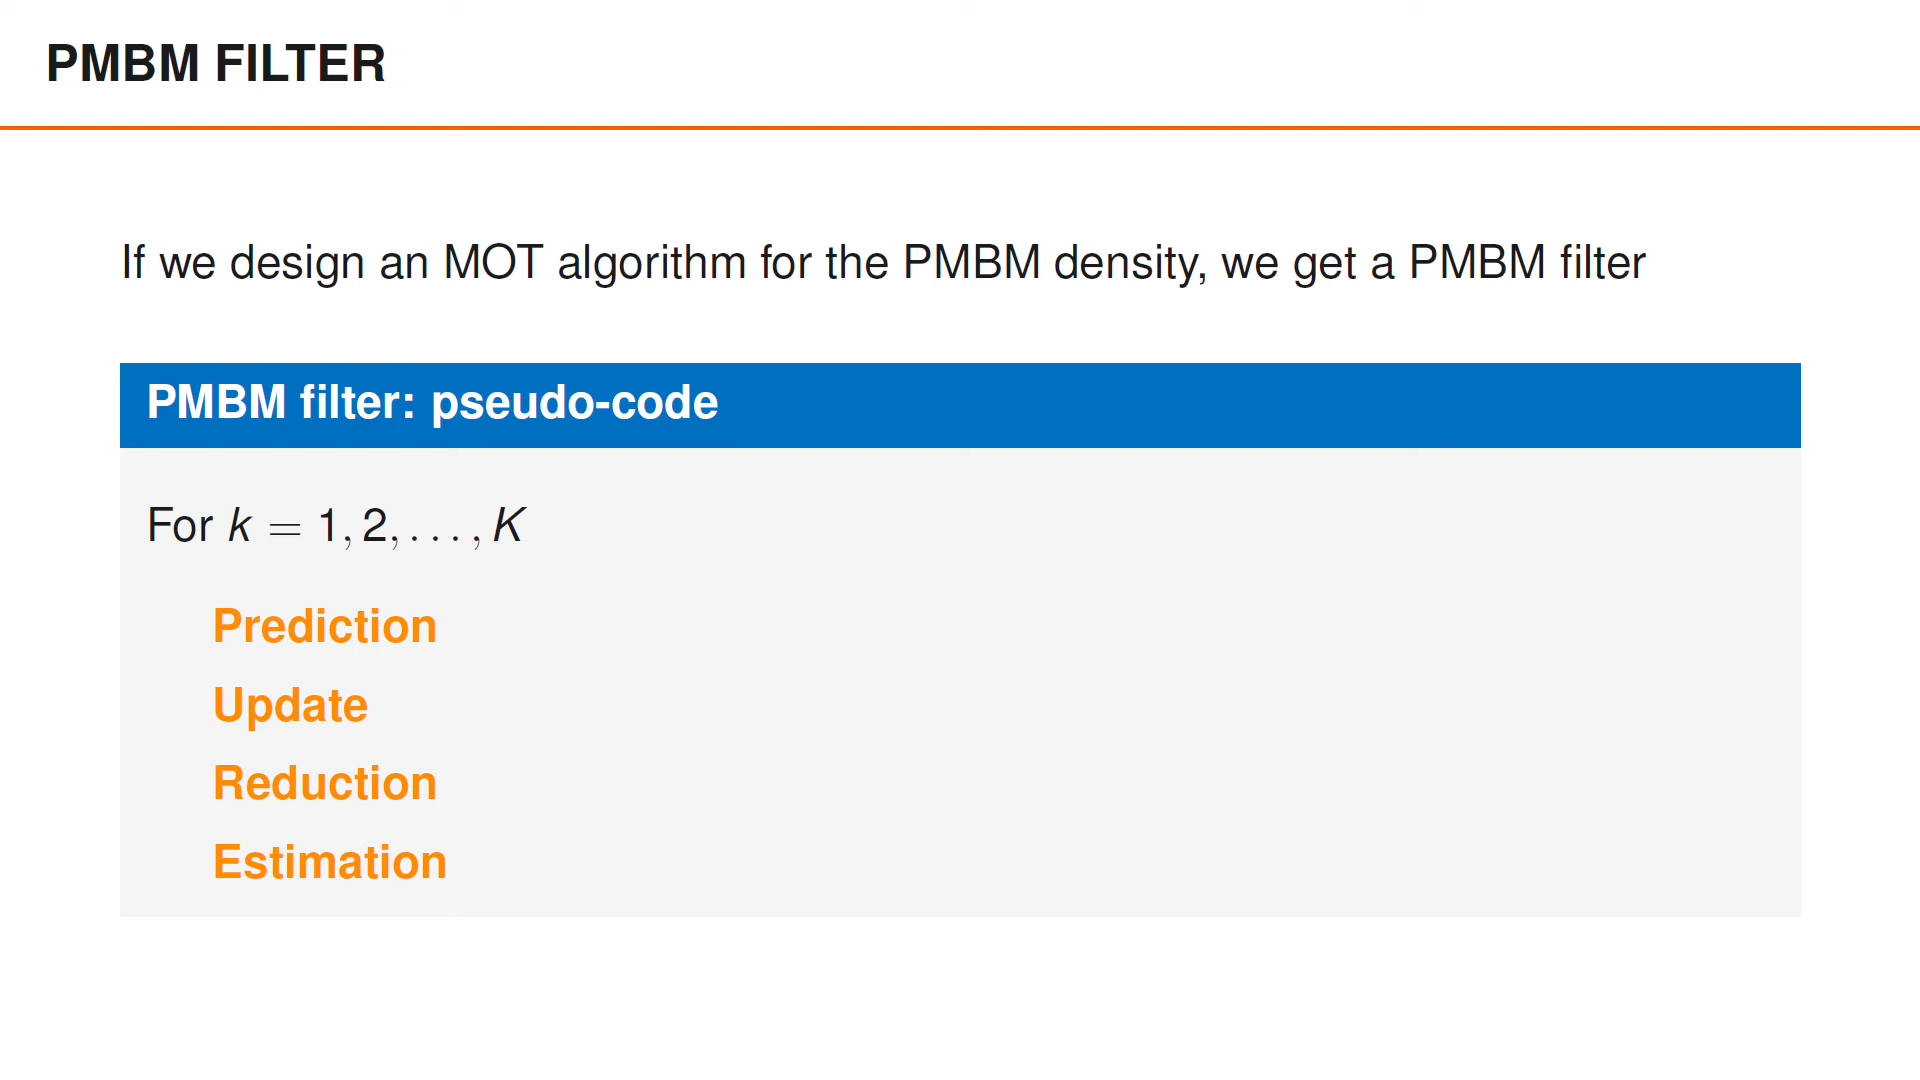 PMBM FILTER
If we design an MOT algorithm for the PMBM density, we get a PMBM filter
PMBM filter: pseudo-code
For k = 1, 2, . . . , K
Prediction
Update
Reduction
Estimation